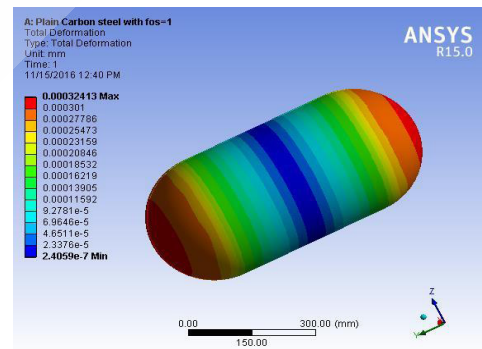 A: Plain Carbon steel with fos=1
Total Deformation
Type: Total Deformation
Unit: mm
Time: 1
11/15/2016 12:40 PM
ANSYS
R15.0
0.00032413 Max
0.000301
0.00027786
0.00025473
0.00023159
0.00020846
0.00018532
0.00016219
0.00013905
0.00011592
9.2781e-5
6.9646e-5
4.6511e-5
2.3376e-5
2.4059e-7 Min
0.00
300.00 (mm)
150.00
Z
Y